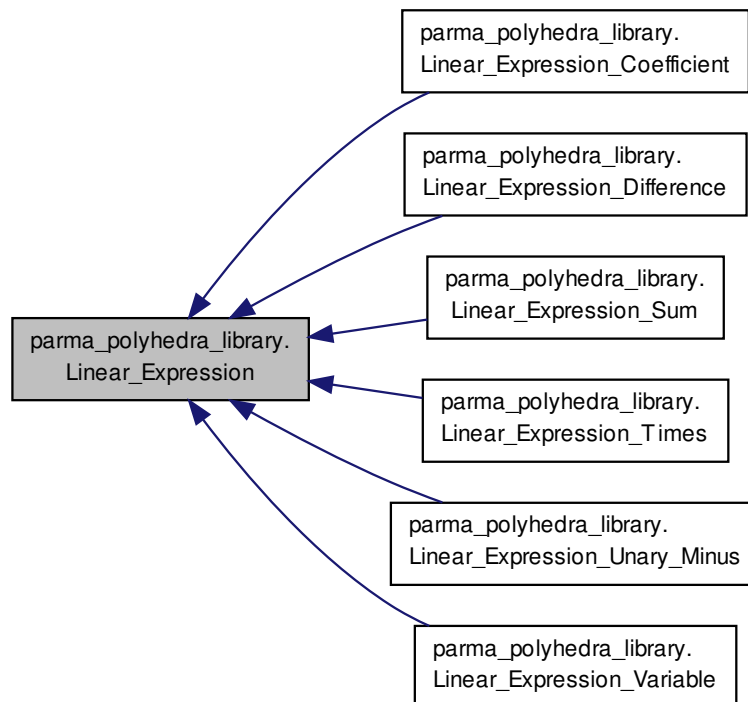 parma_polyhedra_library.
Linear_Expression_Coefficient
parma_polyhedra_library.
Linear_Expression_Difference
parma_polyhedra_library.
Linear_Expression_Sum
parma_polyhedra_library.
Linear_Expression
parma_polyhedra_library.
Linear_Expression_Times
parma_polyhedra_library.
Linear_Expression_Unary_Minus
parma_polyhedra_library.
Linear_Expression_Variable